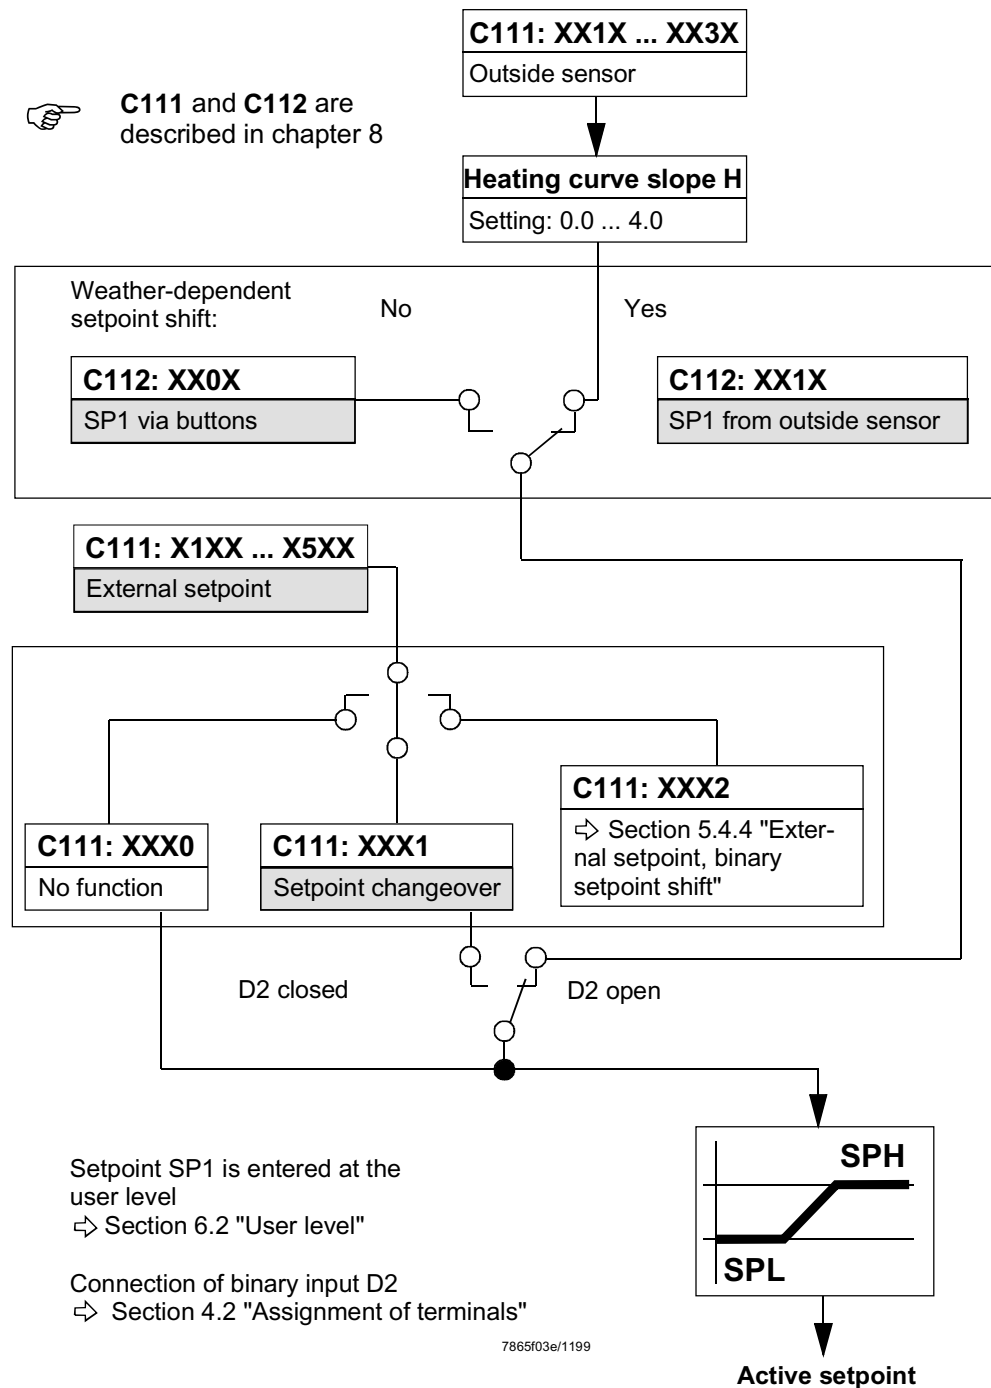 C111: XX1X ... XX3X
Outside sensor
C111 and C112 are
described in chapter 8
Heating curve slope H
Setting: 0.0 ... 4.0
Weather-dependent
setpoint shift:
No
Yes
C112: XX0X
SP1 via buttons
C112: XX1X
SP1 from outside sensor
C111: X1XX ... X5XX
External setpoint
C111: XXX0
No function
C111: XXX1
Setpoint changeover
C111: XXX2
⇨ Section 5.4.4 "Exter-
nal setpoint, binary
setpoint shift"
D2 closed
D2 open
SPH
SPL
Setpoint SP1 is entered at the
user level
⇨ Section 6.2 "User level"
Connection of binary input D2
⇨ Section 4.2 "Assignment of terminals"
7865f03e/1199
Active setpoint